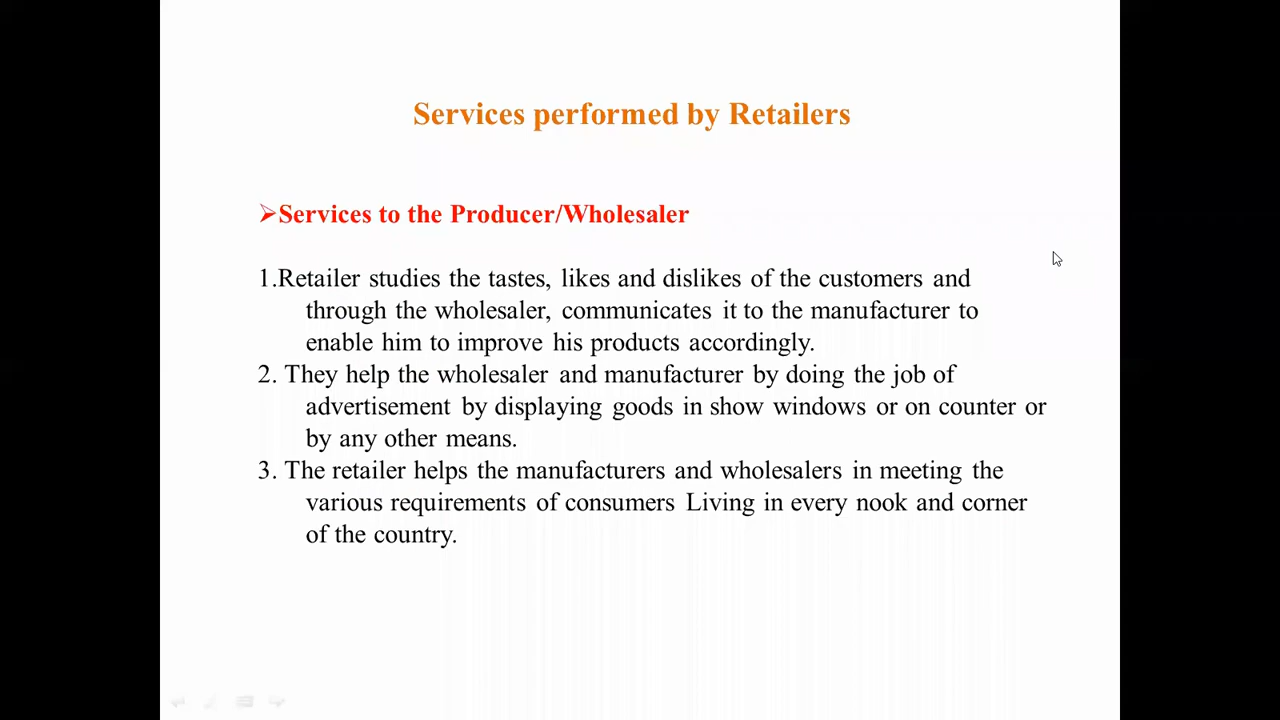 Services performed by Retailers
➢Services to the Producer/Wholesaler
1.Retailer studies the tastes, likes and dislikes of the customers and
through the wholesaler, communicates it to the manufacturer to
enable him to improve his products accordingly.
2. They help the wholesaler and manufacturer by doing the job of
advertisement by displaying goods in show windows or on counter or
by any other means.
3. The retailer helps the manufacturers and wholesalers in meeting the
various requirements of consumers Living in every nook and corner
of the country.